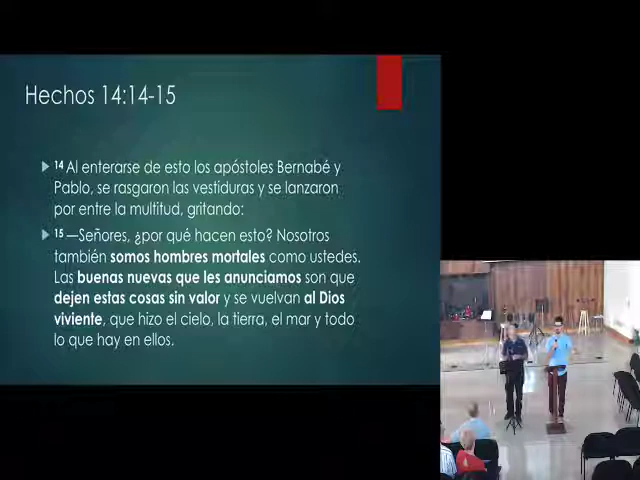 Hechos 14:14-15
14 Al enterarse de esto los apóstoles Bernabé y
Pablo, se rasgaron las vestiduras y se lanzaron
por entre la multitud, gritando:
15 —Señores, ¿por qué hacen esto? Nosotros
también somos hombres mortales como ustedes.
Las buenas nuevas que les anunciamos son que
dejen estas cosas sin valor y se vuelvan al Dios
viviente, que hizo el cielo, la tierra, el mar y todo
lo que hay en ellos.